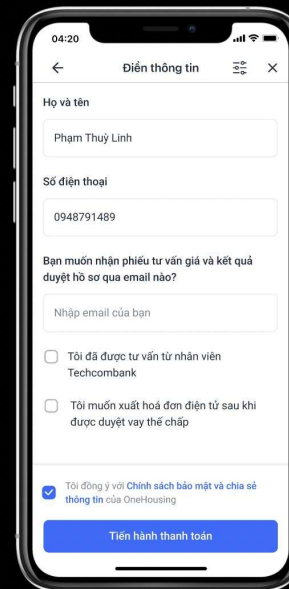 04:20
Điền thông tin
Họ và tên
Phạm Thuỳ Linh
Số điện thoại
0948791489
Bạn muốn nhận phiếu tư vấn giá và kết quả
duyệt hồ sơ qua email nào?
Nhập email của bạn
Tôi đã được tư vấn từ nhân viên
Techcombank
Tôi muốn xuất hoá đơn điện tử sau khi
được duyệt vay thế chấp
Tôi đồng ý với Chính sách bảo mật và chia sẻ
thông tin của OneHousing
Tiến hành thanh toán